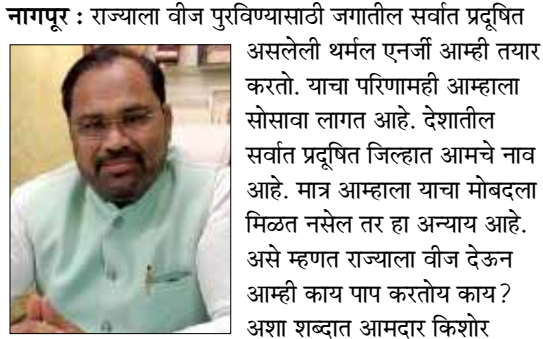 नागपूर : राज्याला वीज पुरविण्यासाठी जगातील सर्वात प्रदूषित
असलेली थर्मल एनर्जी आम्ही तयार
करतो. याचा परिणामही आम्हाला
सोसावा लागत आहे. देशातील
सर्वात प्रदूषित जिल्हात आमचे नाव
आहे. मात्र आम्हाला याचा मोबदला
मिळत नसेल तर हा अन्याय आहे.
असे म्हणत राज्याला वीज देऊन
आम्ही काय पाप करतोय काय?
अशा शब्दात आमदार किशोर